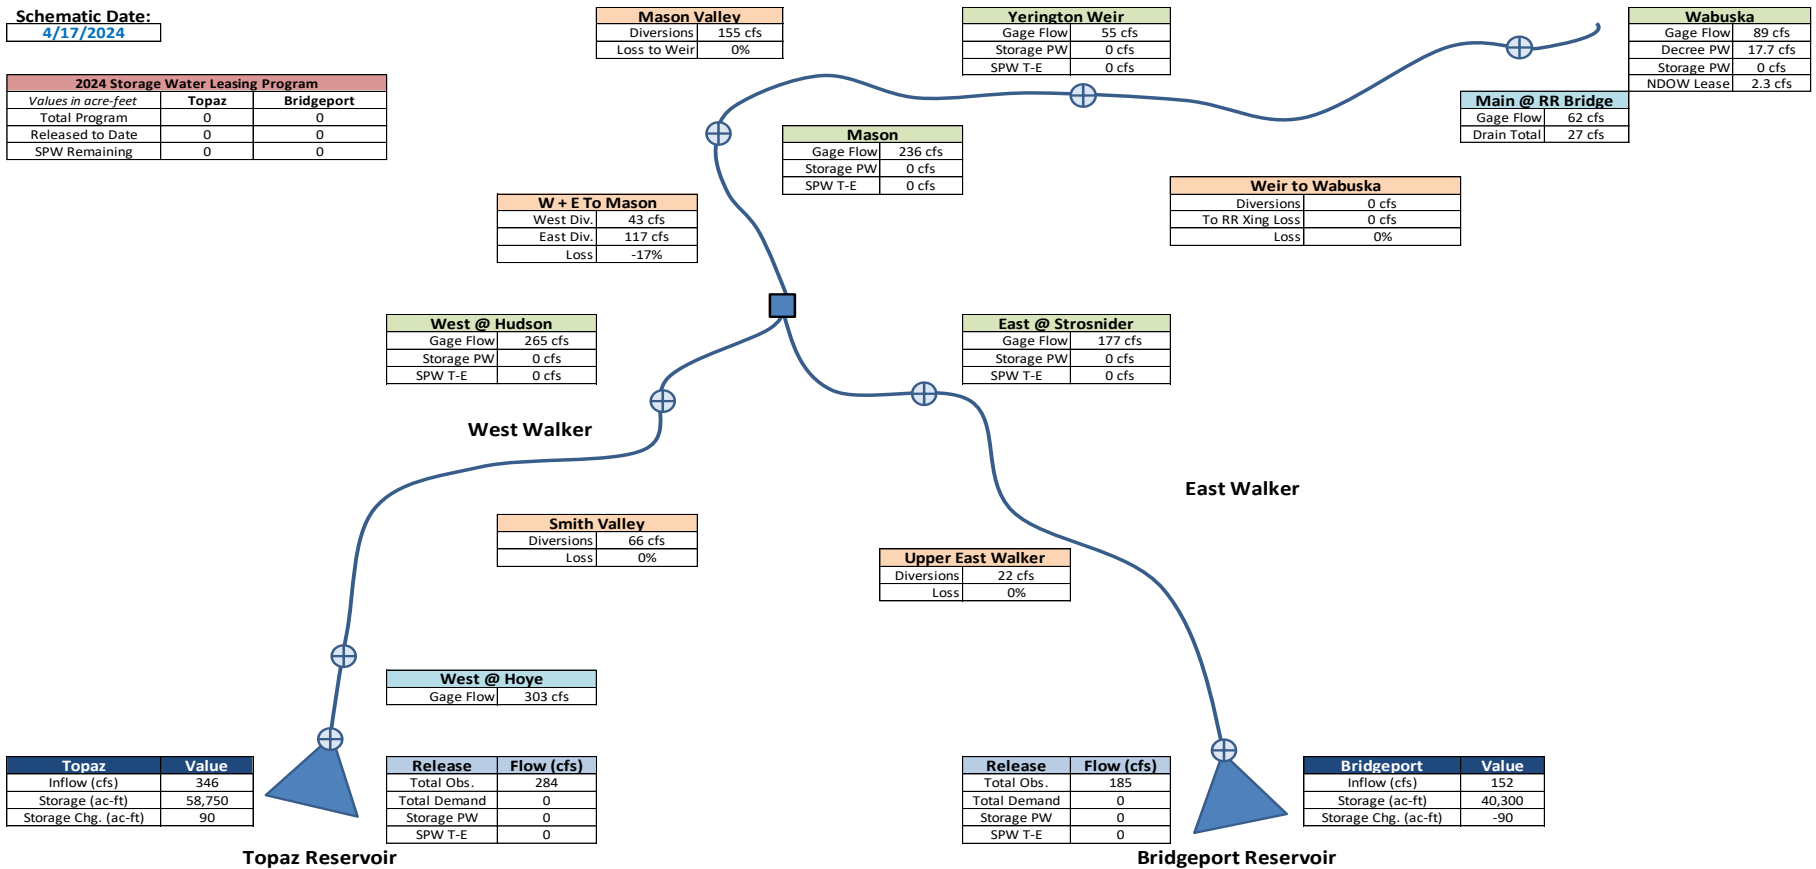 Schematic Date:
4/17/2024
2024 Storage Water Leasing Program
Values in acre-feet Topaz Bridgeport
Total Program 0 0
Released to Date 0 0
SPW Remaining 0 0
Mason Valley
Diversions 155 cfs
Loss to Weir 0%
Yerington Weir
Gage Flow 55 cfs
Storage PW 0 cfs
SPW T-E 0 cfs
Wabuska
Gage Flow 89 cfs
Decree PW 17.7 cfs
Storage PW 0 cfs
NDOW Lease 2.3 cfs
Main @ RR Bridge
Gage Flow 62 cfs
Drain Total 27 cfs
Mason
Gage Flow 236 cfs
Storage PW 0 cfs
SPW T-E 0 cfs
Weir to Wabuska
Diversions 0 cfs
To RR Xing Loss 0 cfs
Loss 0%
W + E To Mason
West Div. 43 cfs
East Div. 117 cfs
Loss -17%
West @ Hudson
Gage Flow 265 cfs
Storage PW 0 cfs
SPW T-E 0 cfs
East @ Strosnider
Gage Flow 177 cfs
Storage PW 0 cfs
SPW T-E 0 cfs
West Walker
East Walker
Smith Valley
Diversions 66 cfs
Loss 0%
Upper East Walker
Diversions 22 cfs
Loss 0%
West @ Hoye
Gage Flow 303 cfs
Topaz Value
Inflow (cfs) 346
Storage (ac-ft) 58,750
Storage Chg. (ac-ft) 90
Release Flow (cfs)
Total Obs. 284
Total Demand 0
Storage PW 0
SPW T-E 0
Topaz Reservoir
Release Flow (cfs)
Total Obs. 185
Total Demand 0
Storage PW 0
SPW T-E 0
Bridgeport Value
Inflow (cfs) 152
Storage (ac-ft) 40,300
Storage Chg. (ac-ft) -90
Bridgeport Reservoir